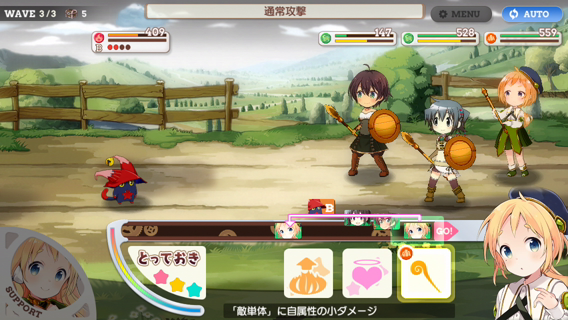 WAVE 3/3 5
通常攻撃
MENU
AUTO
409
B
147
528
559
B
GO!
とっておき
SUPPORT
「敵単体」に自属性の小ダメージ